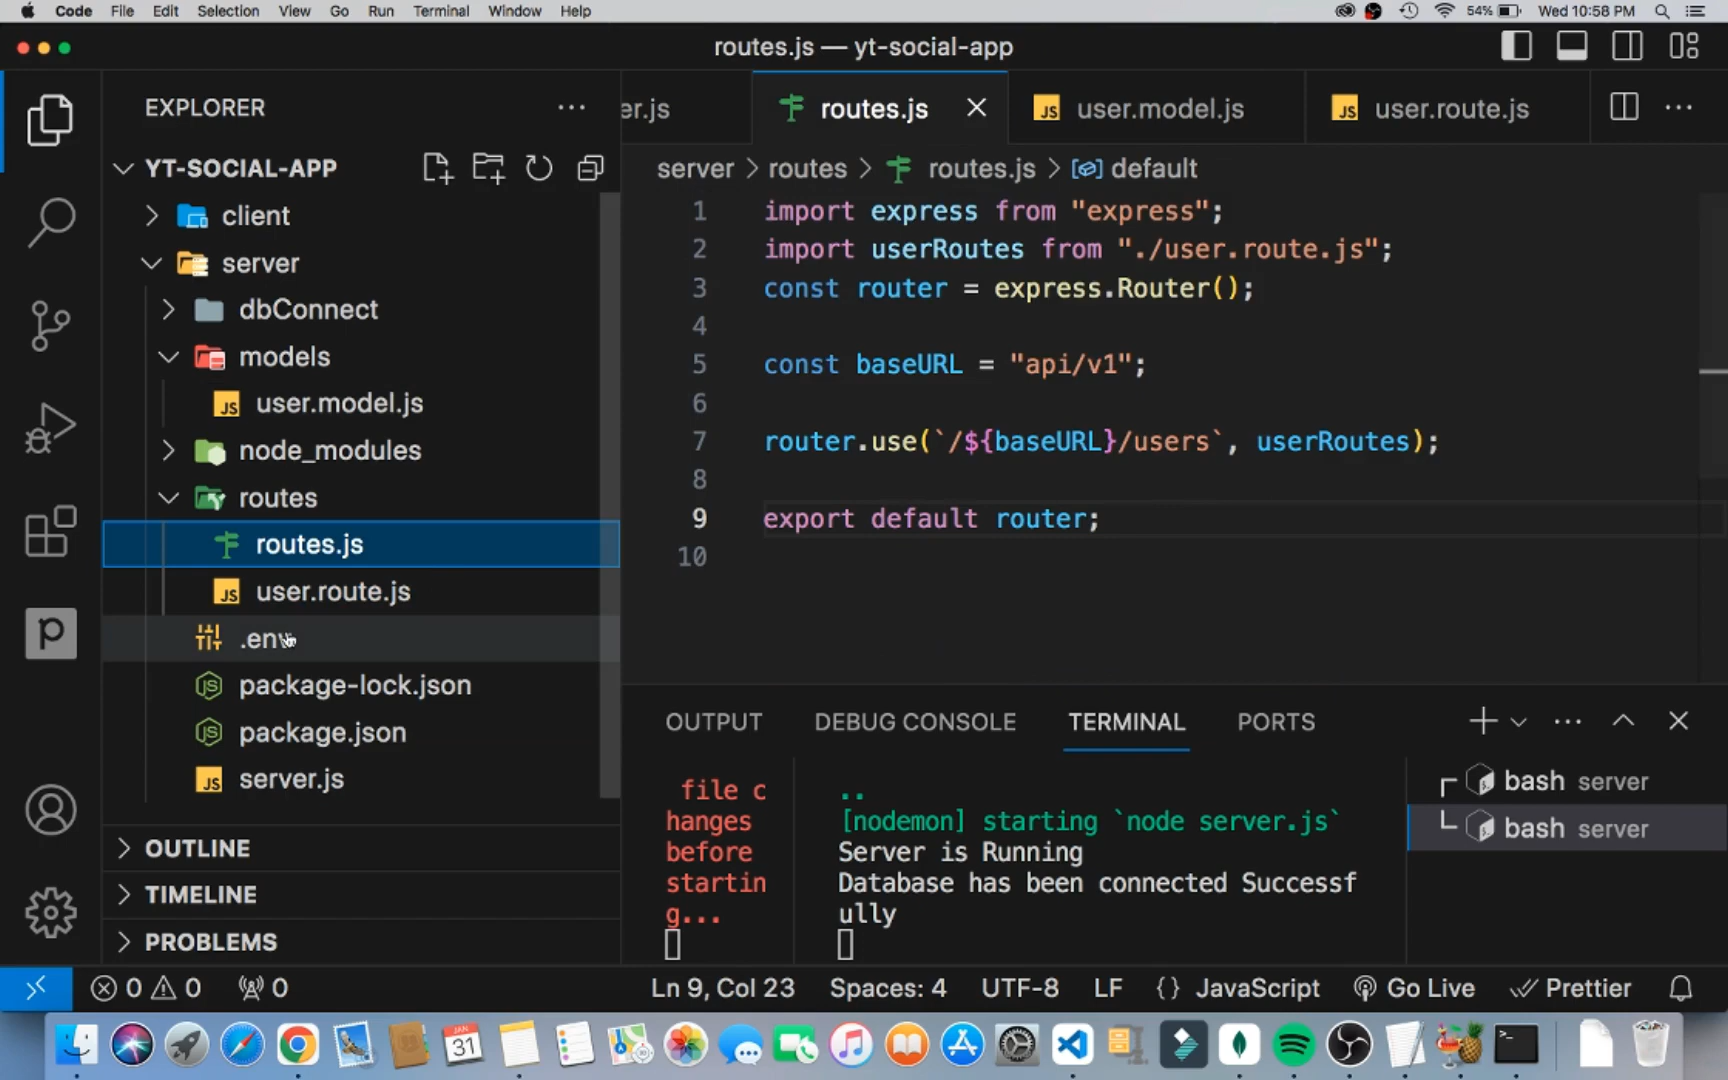 Code File Edit Selection View Go Run Terminal Window Help 54% Wed 10:58 PM
routes.js — yt-social-app
EXPLORER
er.js routes.js JS user.model.js JS user.route.js
YT-SOCIAL-APP
server > routes > routes.js > default
client
server
dbConnect
models
JS user.model.js
node_modules
routes
routes.js
JS user.route.js
.env
package-lock.json
package.json
JS server.js
OUTLINE
TIMELINE
PROBLEMS
1 import express from "express";
2 import userRoutes from "./user.route.js";
3 const router = express.Router();
4
5 const baseURL = "api/v1";
6
7 router.use(`/${baseURL}/users`, userRoutes);
8
9 export default router;
10
OUTPUT DEBUG CONSOLE TERMINAL PORTS
file c
hanges
before
startin
g...
..
[nodemon] starting `node server.js`
Server is Running
Database has been connected Successf
ully
bash server
bash server
0 0 0 Ln 9, Col 23 Spaces: 4 UTF-8 LF {} JavaScript Go Live Prettier
JAN
31